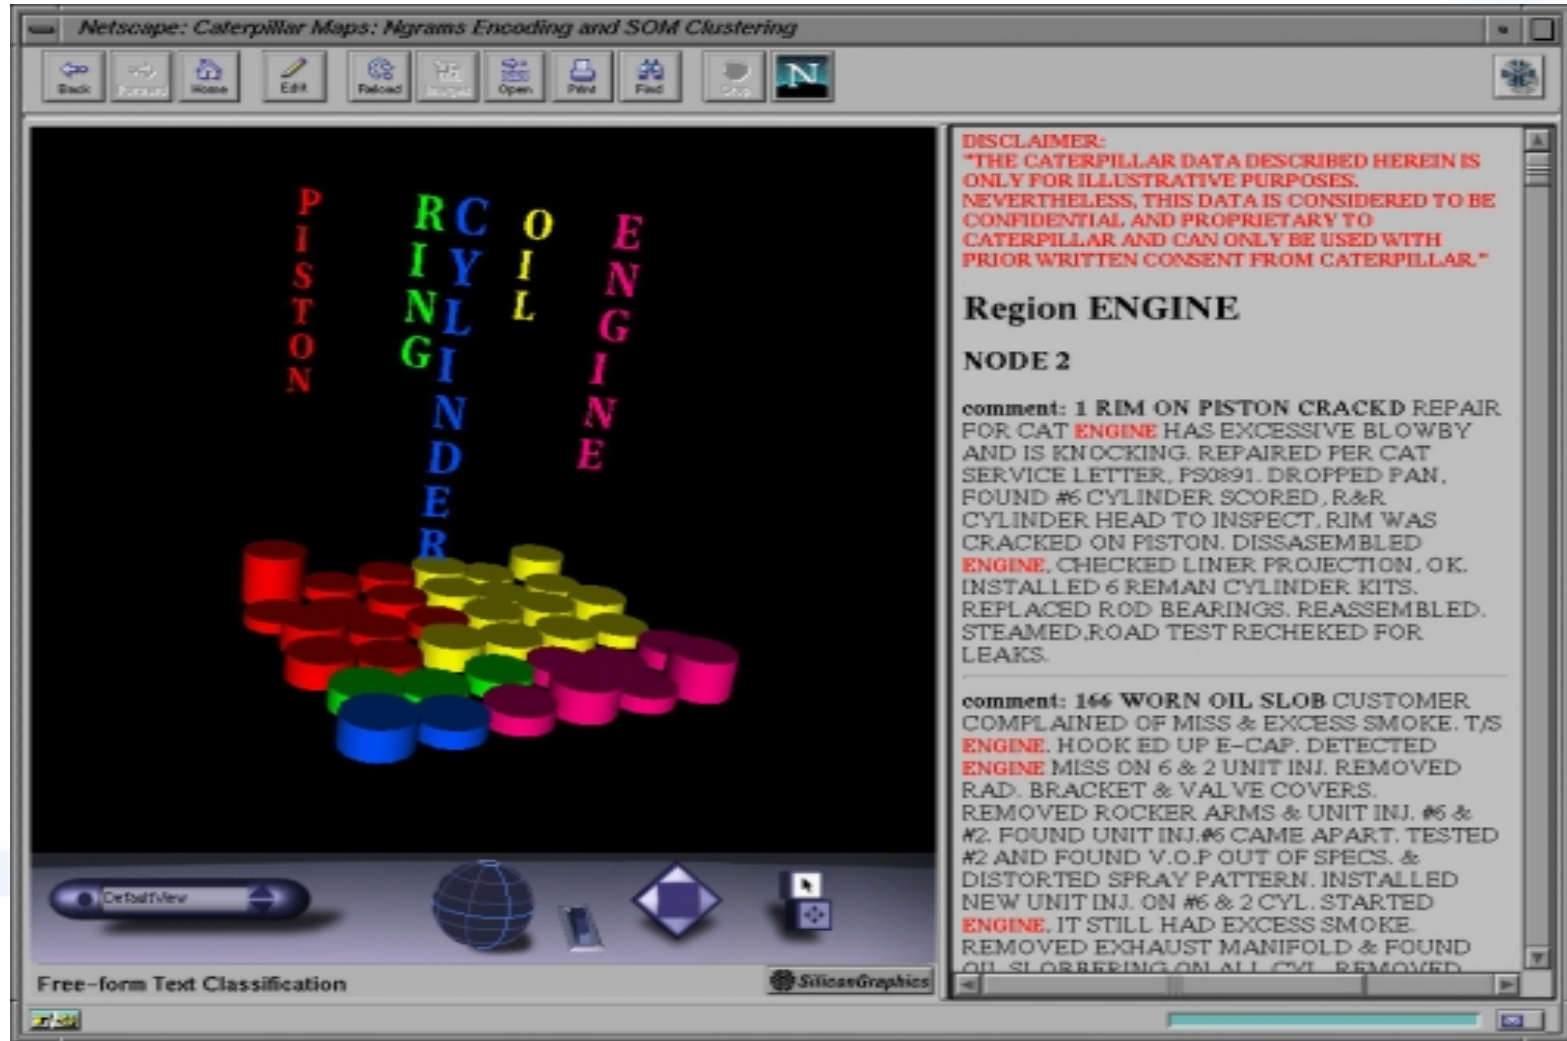 Netscape: Caterpillar Maps: Ngrams Encoding and SOM Clustering
Back
Forward
Home
Edit
Reload
Images
Open
Print
Find
Stop
N
PISTON
RING
CYLINDER
OIL
ENGINE
DefaultView
Free-form Text Classification
SiliconGraphics
DISCLAIMER:
"THE CATERPILLAR DATA DESCRIBED HEREIN IS
ONLY FOR ILLUSTRATIVE PURPOSES.
NEVERTHELESS, THIS DATA IS CONSIDERED TO BE
CONFIDENTIAL AND PROPRIETARY TO
CATERPILLAR AND CAN ONLY BE USED WITH
PRIOR WRITTEN CONSENT FROM CATERPILLAR."
Region ENGINE
NODE 2
comment: 1 RIM ON PISTON CRACKD REPAIR
FOR CAT ENGINE HAS EXCESSIVE BLOWBY
AND IS KNOCKING. REPAIRED PER CAT
SERVICE LETTER, PS0891. DROPPED PAN,
FOUND #6 CYLINDER SCORED, R&R
CYLINDER HEAD TO INSPECT, RIM WAS
CRACKED ON PISTON. DISSASEMBLED
ENGINE, CHECKED LINER PROJECTION, OK.
INSTALLED 6 REMAN CYLINDER KITS.
REPLACED ROD BEARINGS. REASSEMBLED.
STEAMED,ROAD TEST RECHEKED FOR
LEAKS.
comment: 166 WORN OIL SLOB CUSTOMER
COMPLAINED OF MISS & EXCESS SMOKE. T/S
ENGINE. HOOK ED UP E-CAP. DETECTED
ENGINE MISS ON 6 & 2 UNIT INJ. REMOVED
RAD. BRACKET & VALVE COVERS.
REMOVED ROCKER ARMS & UNIT INJ. #6 &
#2. FOUND UNIT INJ.#6 CAME APART. TESTED
#2 AND FOUND V.O.P OUT OF SPECS. &
DISTORTED SPRAY PATTERN. INSTALLED
NEW UNIT INJ. ON #6 & 2 CYL. STARTED
ENGINE, IT STILL HAD EXCESS SMOKE.
REMOVED EXHAUST MANIFOLD & FOUND
OIL SLOBBERING ON ALL CYL. REMOVED